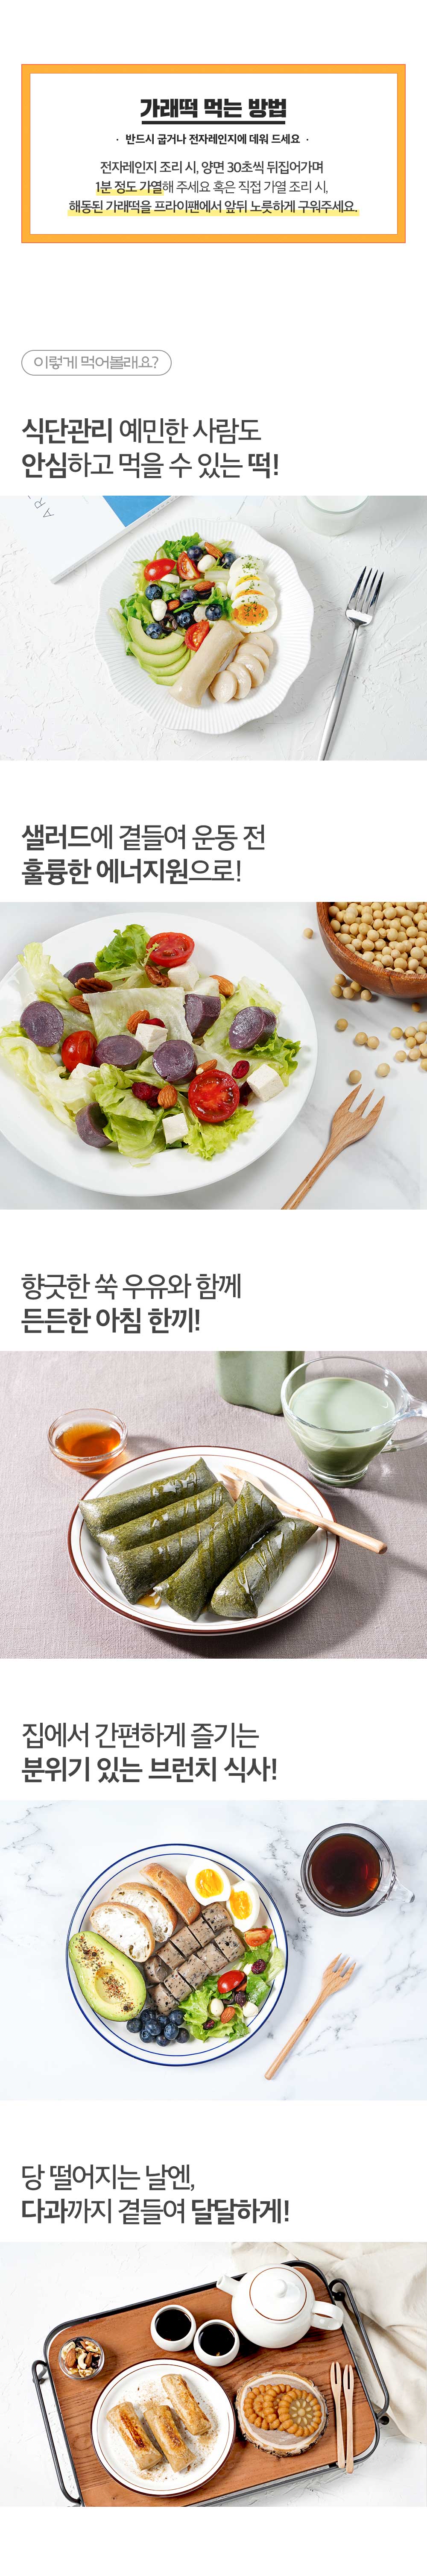 가래떡 먹는 방법
· 반드시 굽거나 전자레인지에 데워 드세요 ·
전자레인지 조리 시, 양면 30초씩 뒤집어가며
1분 정도 가열해 주세요 혹은 직접 가열 조리 시,
해동된 가래떡을 프라이팬에서 앞뒤 노릇하게 구워주세요.
이렇게 먹어볼래요?
식단관리 예민한 사람도
안심하고 먹을 수 있는 떡!
샐러드에 곁들여 운동 전
훌륭한 에너지원으로!
향긋한 쑥 우유와 함께
든든한 아침 한끼!
집에서 간편하게 즐기는
분위기 있는 브런치 식사!
당 떨어지는 날엔,
다과까지 곁들여 달달하게!